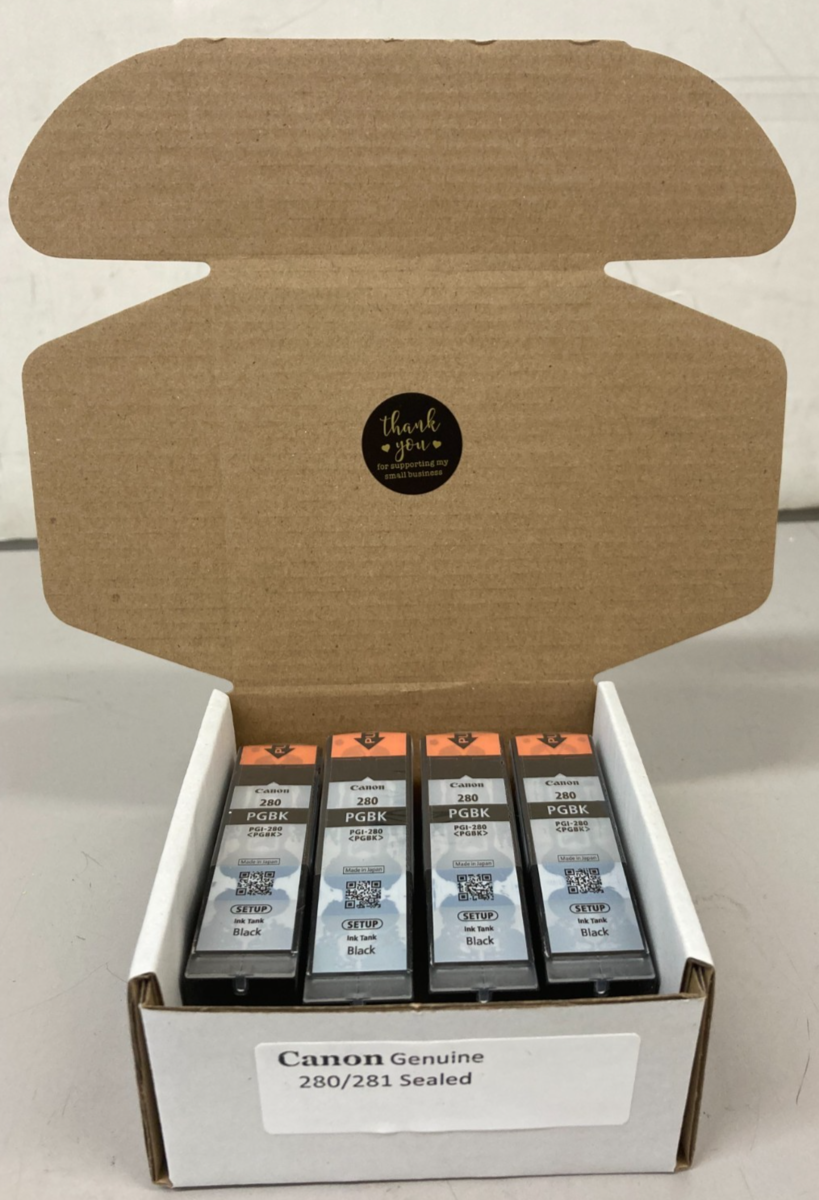 thank
you
for supporting my
small business
Canon
280
PGBK
PGI-280
<PGBK>
Made in Japan
SETUP
Ink Tank
Black
Canon
280
PGBK
PGI-280
<PGBK>
Made in Japan
SETUP
Ink Tank
Black
Canon
280
PGBK
PGI-280
<PGBK>
Made in Japan
SETUP
Ink Tank
Black
Canon
280
PGBK
PGI-280
<PGBK>
Made in Japan
SETUP
Ink Tank
Black
Canon Genuine
280/281 Sealed